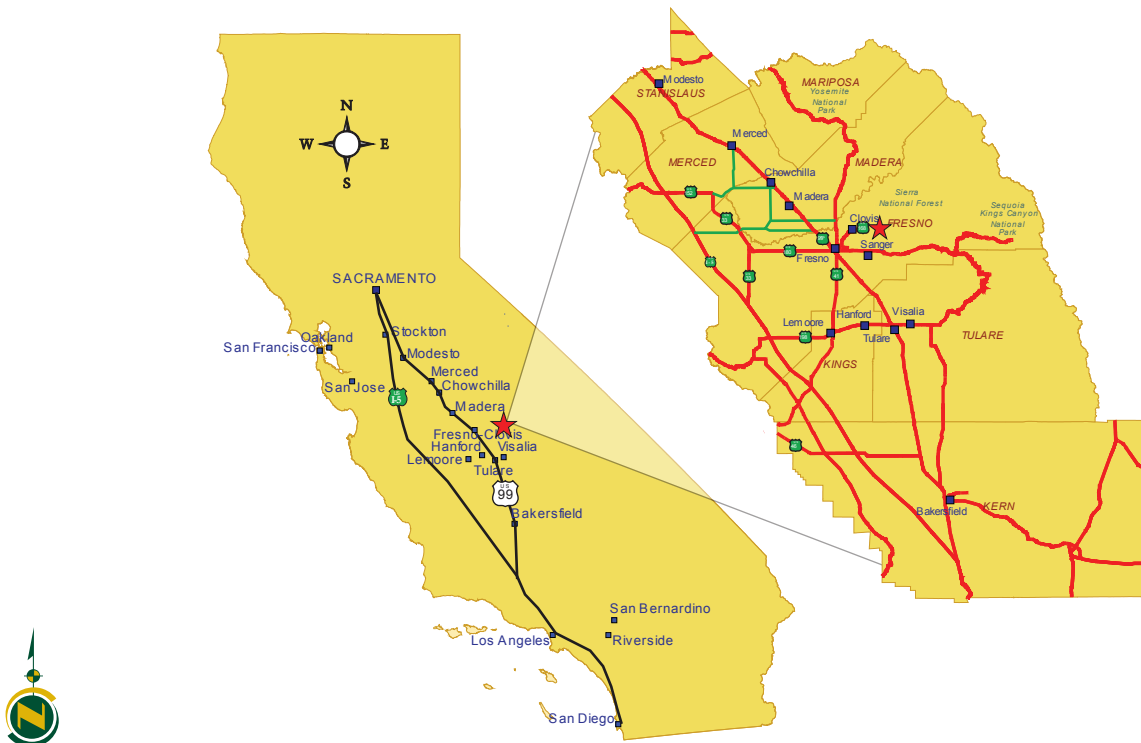 N
W
E
S
SACRAMENTO
Stockton
Oakland
San Francisco
Modesto
San Jose
Merced
Chowchilla
US
I-5
Madera
Fresno-Clovis
Hanford
Visalia
Lemoore
Tulare
US
99
Bakersfield
San Bernardino
Los Angeles
Riverside
San Diego
N
Modesto
STANISLAUS
MARIPOSA
Yosemite
National
Park
Merced
MERCED
MADERA
Chowchilla
Madera
Sierra
National Forest
Sequoia
Kings Canyon
National
Park
Clovis
FRESNO
Sanger
Fresno
Hanford
Lemoore
Visalia
Tulare
TULARE
KINGS
Bakersfield
KERN